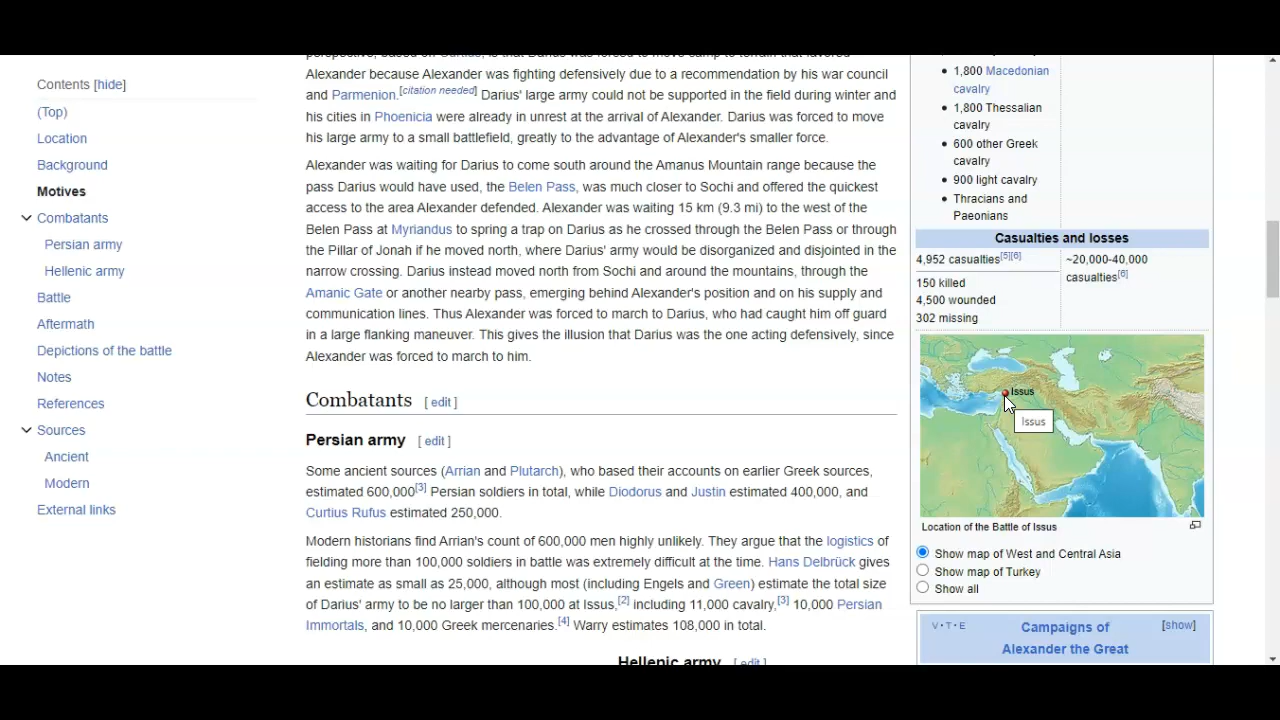 Contents [hide]
(Top)
Location
Background
Motives
Combatants
Persian army
Hellenic army
Battle
Aftermath
Depictions of the battle
Notes
References
Sources
Ancient
Modern
External links
Alexander because Alexander was fighting defensively due to a recommendation by his war council
and Parmenion.[citation needed] Darius' large army could not be supported in the field during winter and
his cities in Phoenicia were already in unrest at the arrival of Alexander. Darius was forced to move
his large army to a small battlefield, greatly to the advantage of Alexander's smaller force.
Alexander was waiting for Darius to come south around the Amanus Mountain range because the
pass Darius would have used, the Belen Pass, was much closer to Sochi and offered the quickest
access to the area Alexander defended. Alexander was waiting 15 km (9.3 mi) to the west of the
Belen Pass at Myriandus to spring a trap on Darius as he crossed through the Belen Pass or through
the Pillar of Jonah if he moved north, where Darius' army would be disorganized and disjointed in the
narrow crossing. Darius instead moved north from Sochi and around the mountains, through the
Amanic Gate or another nearby pass, emerging behind Alexander's position and on his supply and
communication lines. Thus Alexander was forced to march to Darius, who had caught him off guard
in a large flanking maneuver. This gives the illusion that Darius was the one acting defensively, since
Alexander was forced to march to him.
Combatants [ edit ]
Persian army [ edit ]
Some ancient sources (Arrian and Plutarch), who based their accounts on earlier Greek sources,
estimated 600,000[3] Persian soldiers in total, while Diodorus and Justin estimated 400,000, and
Curtius Rufus estimated 250,000.
Modern historians find Arrian's count of 600,000 men highly unlikely. They argue that the logistics of
fielding more than 100,000 soldiers in battle was extremely difficult at the time. Hans Delbrück gives
an estimate as small as 25,000, although most (including Engels and Green) estimate the total size
of Darius' army to be no larger than 100,000 at Issus,[2] including 11,000 cavalry,[3] 10,000 Persian
Immortals, and 10,000 Greek mercenaries.[4] Warry estimates 108,000 in total.
Hellenic army [ edit ]
• 1,800 Macedonian
cavalry
• 1,800 Thessalian
cavalry
• 600 other Greek
cavalry
• 900 light cavalry
• Thracians and
Paeonians
Casualties and losses
4,952 casualties[5][6]
150 killed
4,500 wounded
302 missing
~20,000-40,000
casualties[6]
Issus
Issus
Location of the Battle of Issus
Show map of West and Central Asia
Show map of Turkey
Show all
V•T•E
Campaigns of
Alexander the Great
[show]